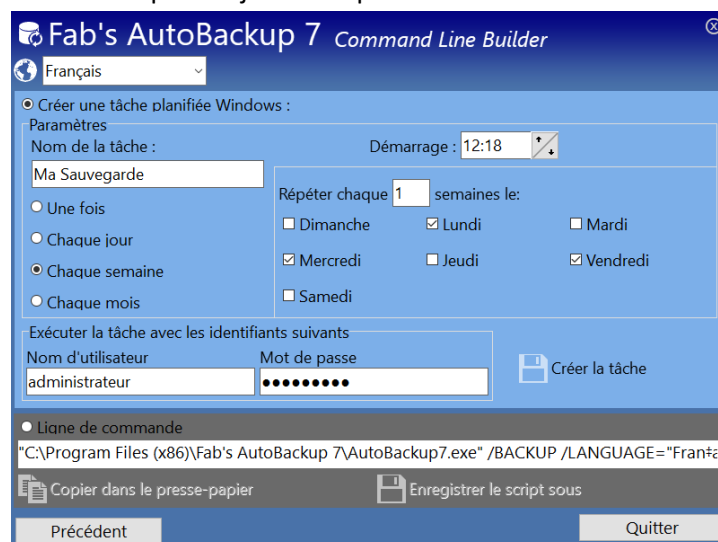 Fab's AutoBackup 7 Command Line Builder
Français
Créer une tâche planifiée Windows :
Paramètres
Nom de la tâche :
Démarrage : 12:18
Ma Sauvegarde
Répéter chaque 1 semaines le:
Une fois
Dimanche
Lundi
Mardi
Chaque jour
Mercredi
Jeudi
Vendredi
Chaque semaine
Samedi
Chaque mois
Exécuter la tâche avec les identifiants suivants
Nom d'utilisateur
Mot de passe
administrateur
●●●●●●●●●
Créer la tâche
Ligne de commande
"C:\Program Files (x86)\Fab's AutoBackup 7\AutoBackup7.exe" /BACKUP /LANGUAGE="Fran‡a
Copier dans le presse-papier
Enregistrer le script sous
Précédent
Quitter